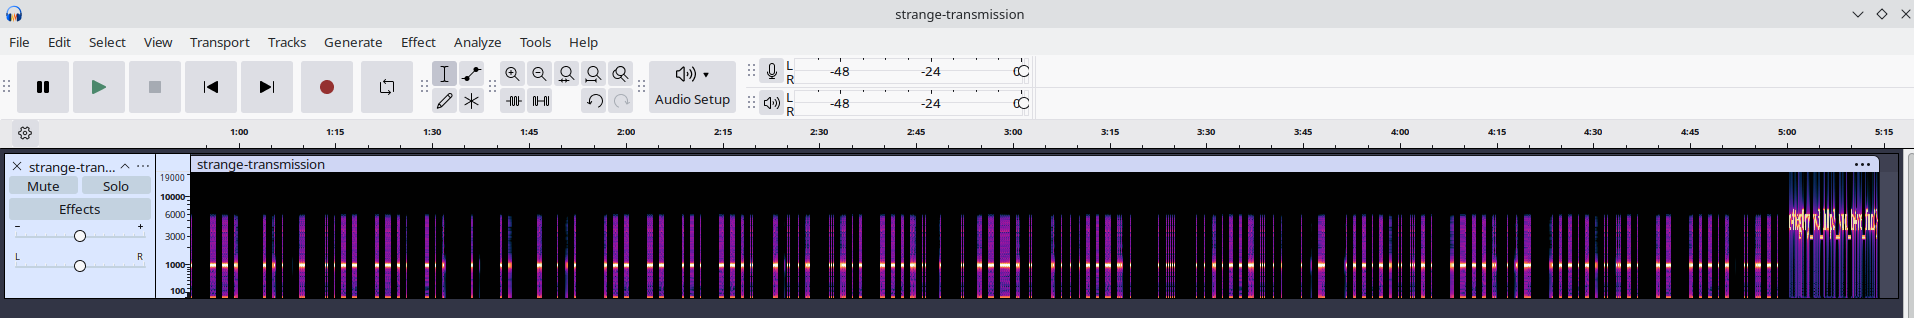 strange-transmission
File Edit Select View Transport Tracks Generate Effect Analyze Tools Help
Audio Setup
L R -48 -24 0
L R -48 -24 0
1:00 1:15 1:30 1:45 2:00 2:15 2:30 2:45 3:00 3:15 3:30 3:45 4:00 4:15 4:30 4:45 5:00 5:15
strange-tran... ...
Mute Solo
Effects
- +
L R
19000
10000
6000
3000
1000
100
strange-transmission